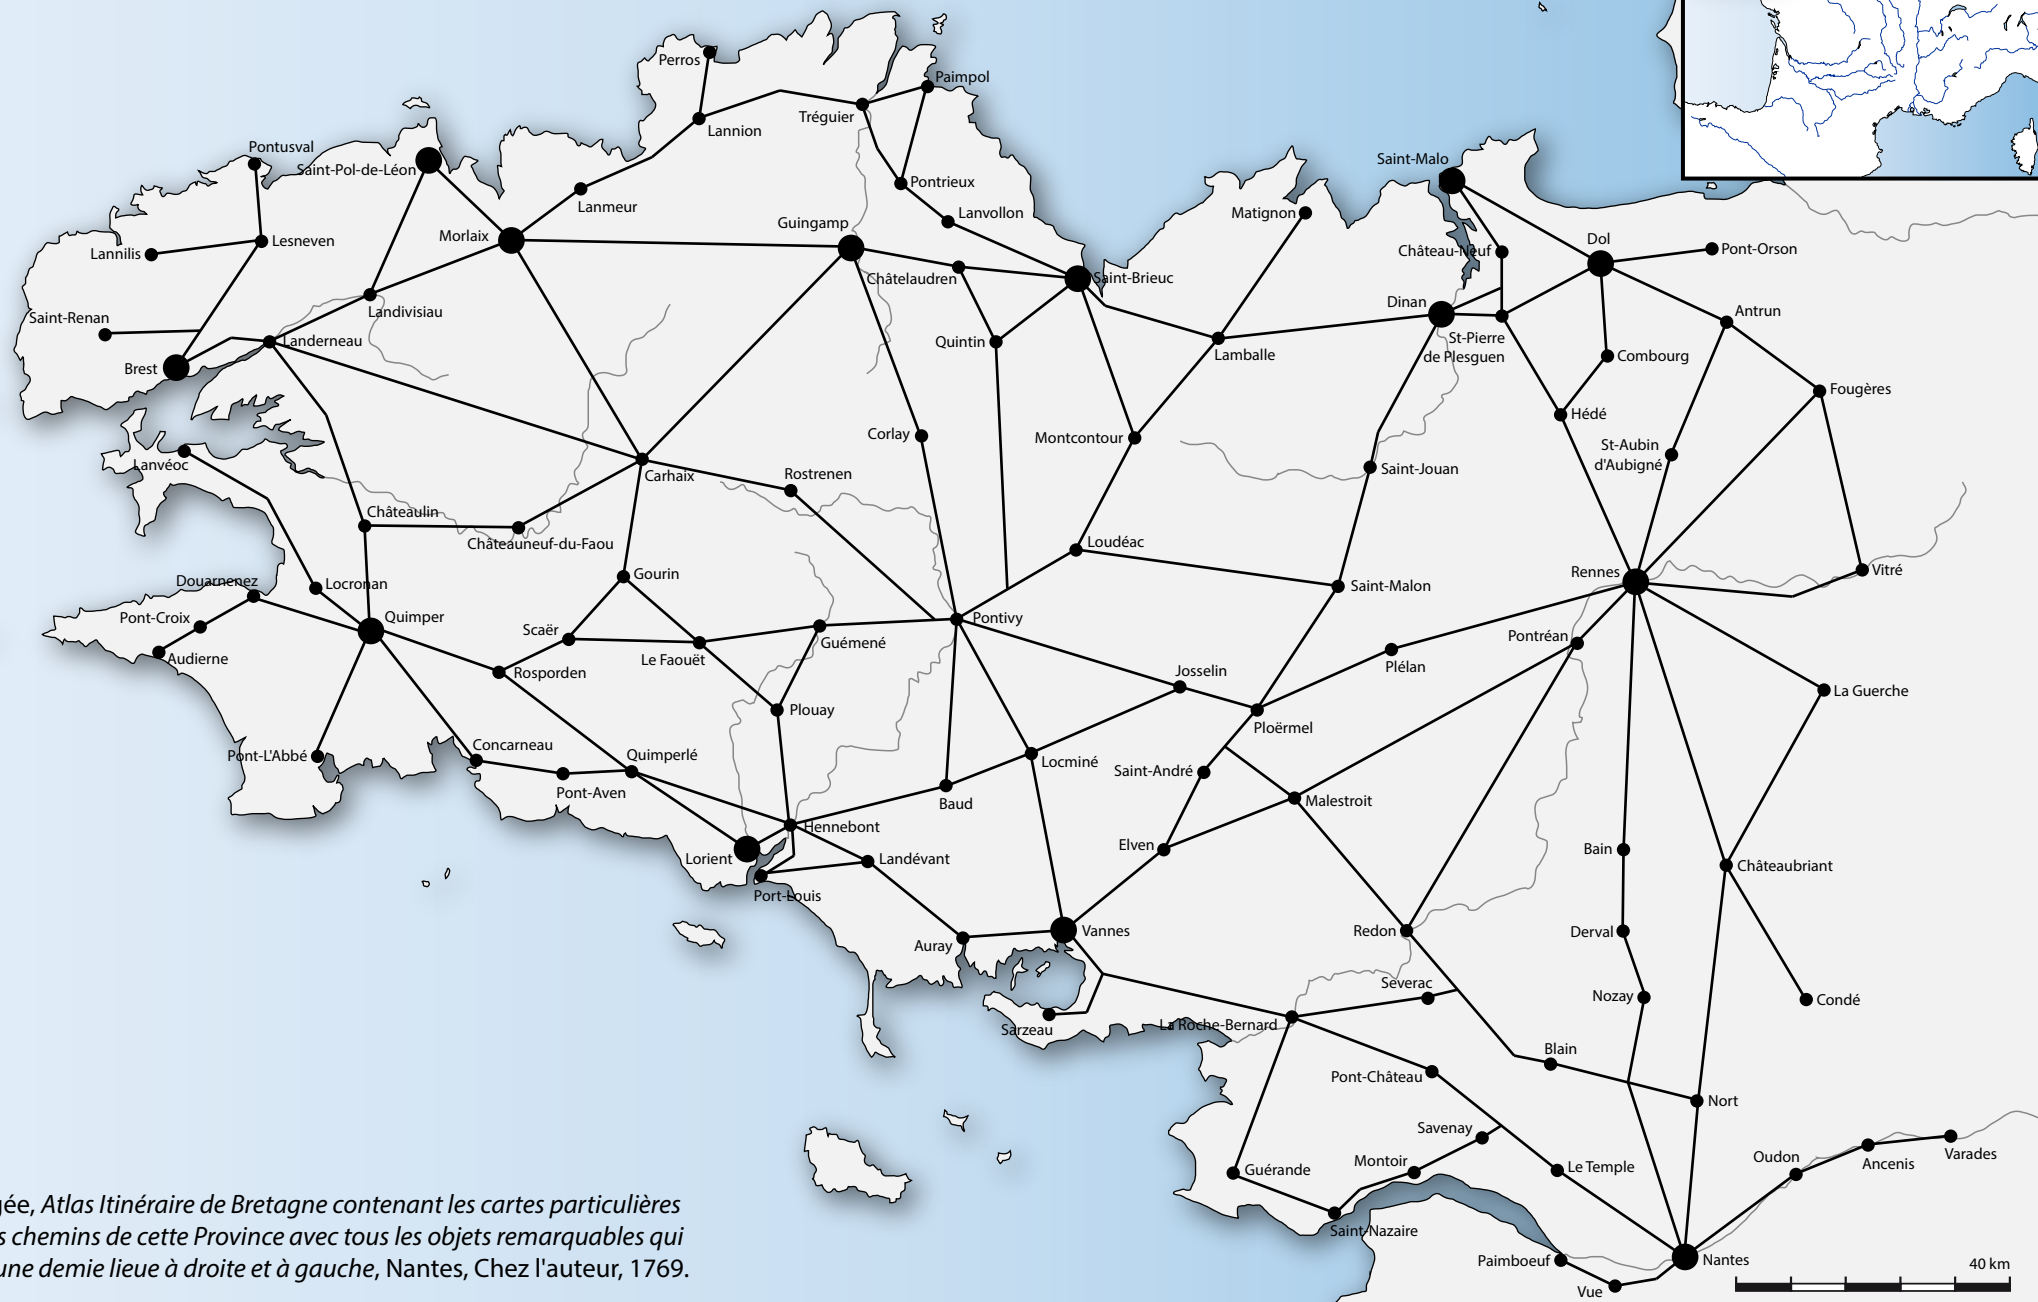 Perros
Paimpol
Tréguier
Lannion
Pontusval
Saint-Pol-de-Léon
Saint-Malo
Pontrieux
Lanmeur
Lanvollon
Matignon
Guingamp
Morlaix
Lesneven
Lannilis
Château-Neuf
Dol
Pont-Orson
Châtelaudren
Saint-Brieuc
Dinan
Landivisiau
Antrun
Saint-Renan
Landerneau
Quintin
St-Pierre
de Plesguen
Lamballe
Combourg
Brest
Fougères
Hédé
Corlay
Montcontour
St-Aubin
d'Aubigné
Lanvéoc
Saint-Jouan
Carhaix
Rostrenen
Châteaulin
Châteauneuf-du-Faou
Loudéac
Rennes
Vitré
Gourin
Douarnenez
Locronan
Saint-Malon
Pont-Croix
Quimper
Pontivy
Scaër
Pontréan
Audierne
Le Faouët
Guémené
Plélan
Rosporden
Josselin
La Guerche
Plouay
Ploërmel
Concarneau
Pont-L'Abbé
Quimperlé
Locminé
Saint-André
Pont-Aven
Baud
Malestroit
Hennebont
Elven
Bain
Lorient
Landévant
Châteaubriant
Port-Louis
Auray
Vannes
Redon
Derval
Severac
Nozay
Condé
Sarzeau
La Roche-Bernard
Blain
Pont-Château
Nort
Savenay
Guérande
Montoir
Le Temple
Oudon
Ancenis
Varades
Saint-Nazaire
Paimboeuf
Nantes
Vue
40 km
gée, Atlas Itinéraire de Bretagne contenant les cartes particulières
s chemins de cette Province avec tous les objets remarquables qui
une demie lieue à droite et à gauche, Nantes, Chez l'auteur, 1769.